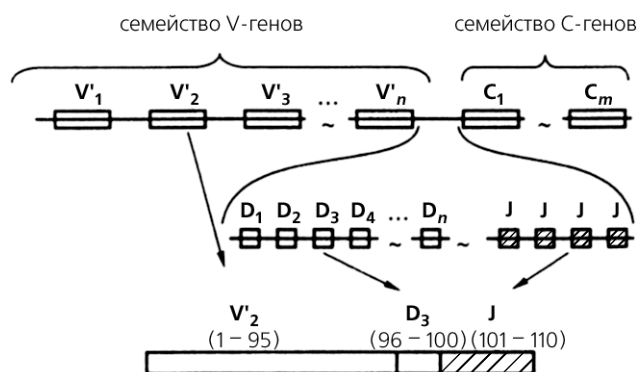 семейство V-генов семейство C-генов
V'₁ V'₂ V'₃ ... V'ₙ C₁ Cₘ
~ ~
D₁ D₂ D₃ D₄ ... Dₙ J J J J
~ ~
V'₂ D₃ J
(1 – 95) (96 – 100) (101 – 110)